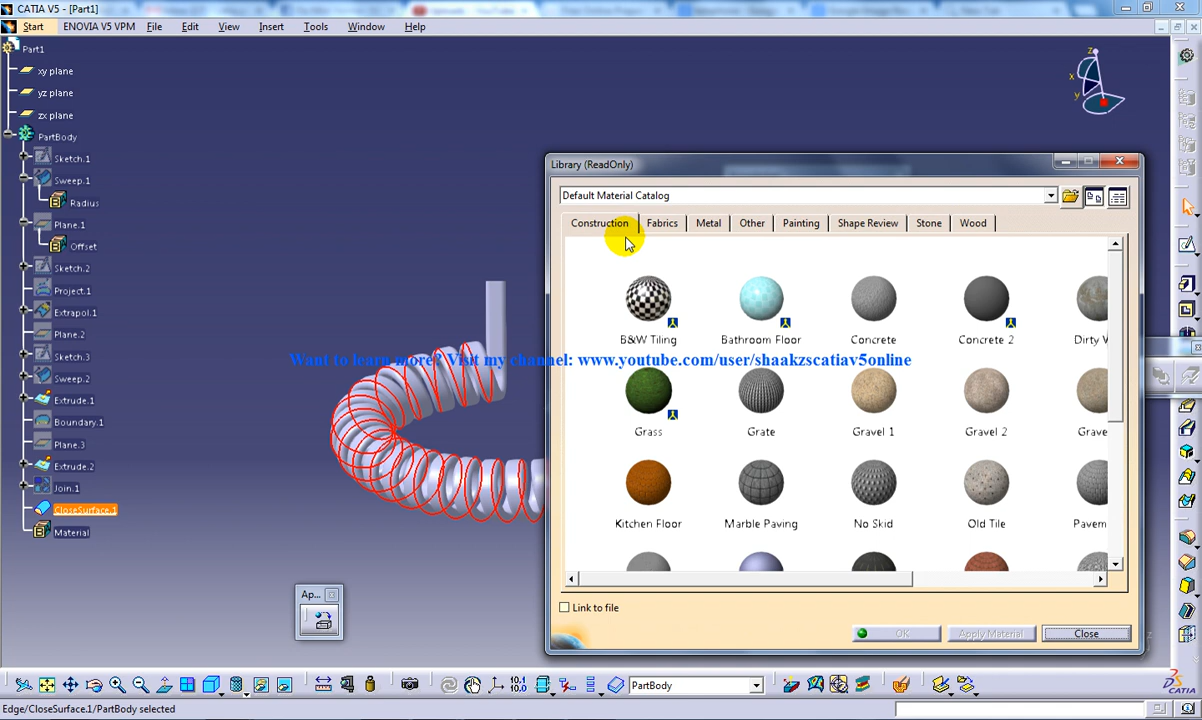 CATIA V5 - [Part1]
Start ENOVIA V5 VPM File Edit View Insert Tools Window Help
Part1
xy plane
yz plane
zx plane
PartBody
Sketch.1
Sweep.1
Radius
Plane.1
Offset
Sketch.2
Project.1
Extrapol.1
Plane.2
Sketch.3
Sweep.2
Extrude.1
Boundary.1
Plane.3
Extrude.2
Join.1
CloseSurface.1
Material
z
x
y
Library (ReadOnly)
Default Material Catalog
Construction Fabrics Metal Other Painting Shape Review Stone Wood
B&W Tiling Bathroom Floor Concrete Concrete 2 Dirty
Want to learn more? Visit my channel: www.youtube.com/user/shaakzscatiav5online
Grass Grate Gravel 1 Gravel 2 Grave
Kitchen Floor Marble Paving No Skid Old Tile Pavem
Link to file
OK Apply Material Close
Ap...
PartBody
CATIA
Edge/CloseSurface.1/PartBody selected